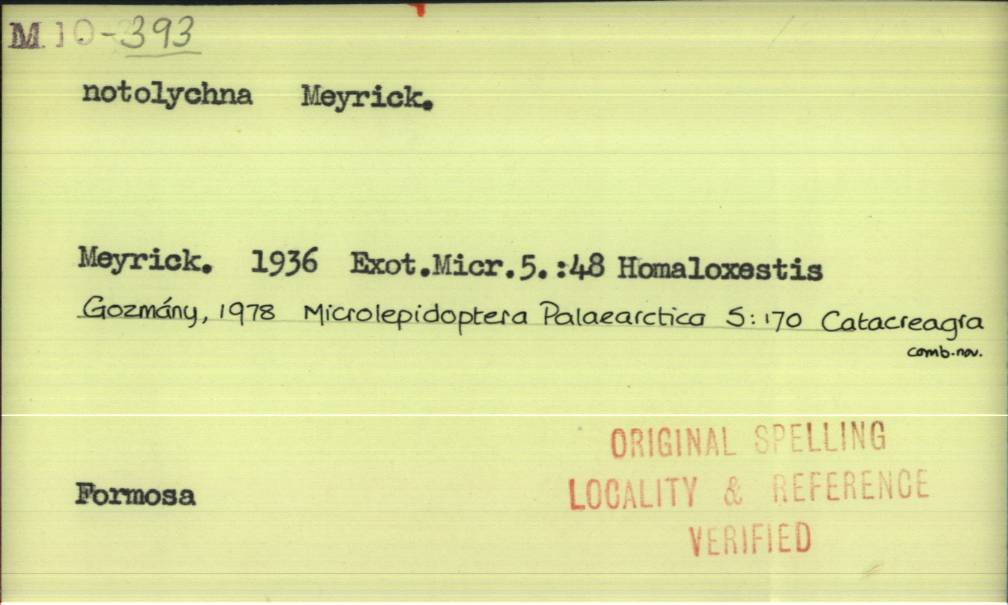 M 10-393
notolychna Meyrick.
Meyrick. 1936 Exot.Micr.5.:48 Homaloxestis
Gozmány, 1978 Microlepidoptera Palaearctica 5:170 Catacreagra
comb.nov.
ORIGINAL SPELLING
LOCALITY & REFERENCE
VERIFIED
Formosa